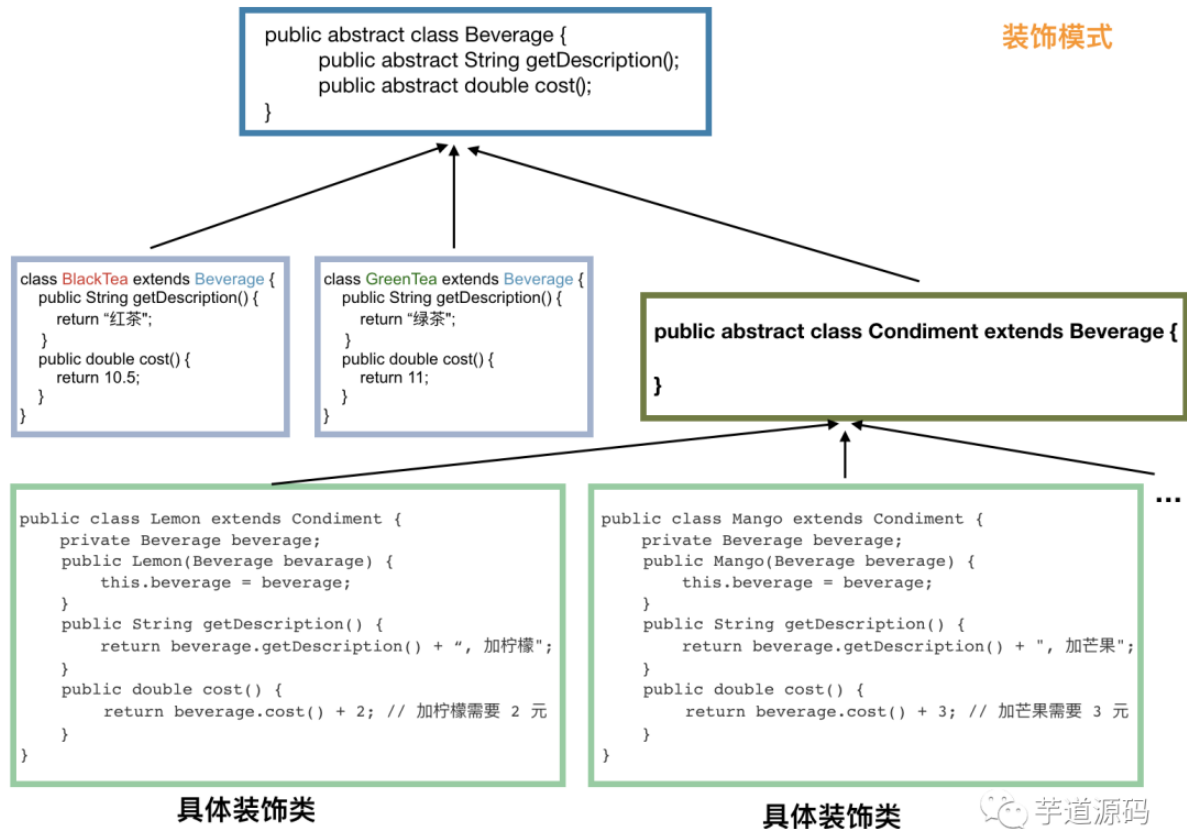 装饰模式
public abstract class Beverage {
public abstract String getDescription();
public abstract double cost();
}
class BlackTea extends Beverage {
public String getDescription() {
return “红茶";
}
public double cost() {
return 10.5;
}
}
class GreenTea extends Beverage {
public String getDescription() {
return “绿茶";
}
public double cost() {
return 11;
}
}
public abstract class Condiment extends Beverage {
}
public class Lemon extends Condiment {
private Beverage beverage;
public Lemon(Beverage bevarage) {
this.beverage = beverage;
}
public String getDescription() {
return beverage.getDescription() + “, 加柠檬";
}
public double cost() {
return beverage.cost() + 2; // 加柠檬需要 2 元
}
}
具体装饰类
public class Mango extends Condiment {
private Beverage beverage;
public Mango(Beverage beverage) {
this.beverage = beverage;
}
public String getDescription() {
return beverage.getDescription() + ", 加芒果";
}
public double cost() {
return beverage.cost() + 3; // 加芒果需要 3 元
}
}
具体装饰类
...
芋道源码